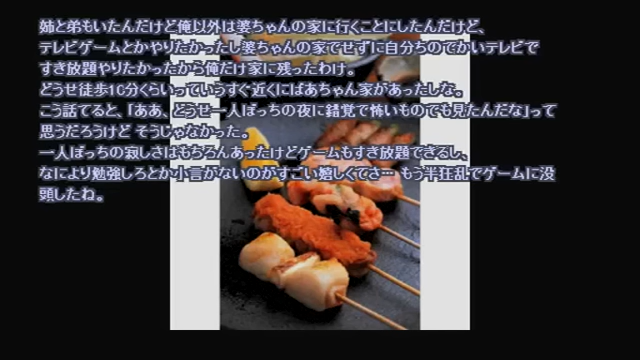 姉と弟もいたんだけど俺以外は婆ちゃんの家に行くことにしたんだけど、
テレビゲームとかやりたかったし婆ちゃんの家でせずに自分ちのでかいテレビで
すき放題やりたかったから俺だけ家に残ったわけ。
どうせ徒歩10分くらいっていうすぐ近くにばあちゃん家があったしな。
こう話てると、「ああ、どうせ一人ぼっちの夜に錯覚で怖いものでも見たんだな」って
思うだろうけど そうじゃなかった。
一人ぼっちの寂しさはもちろんあったけどゲームもすき放題できるし、
なにより勉強しろとか小言がないのがすごい嬉しくてさ… もう半狂乱でゲームに没
頭したね。